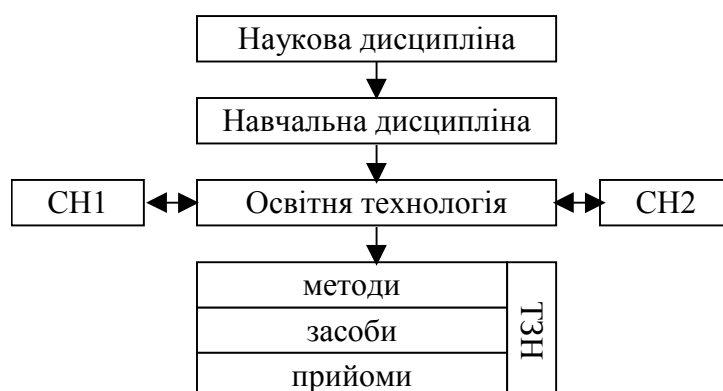 Наукова дисципліна
Навчальна дисципліна
СН1
Освітня технологія
СН2
методи
засоби
прийоми
ТЗН